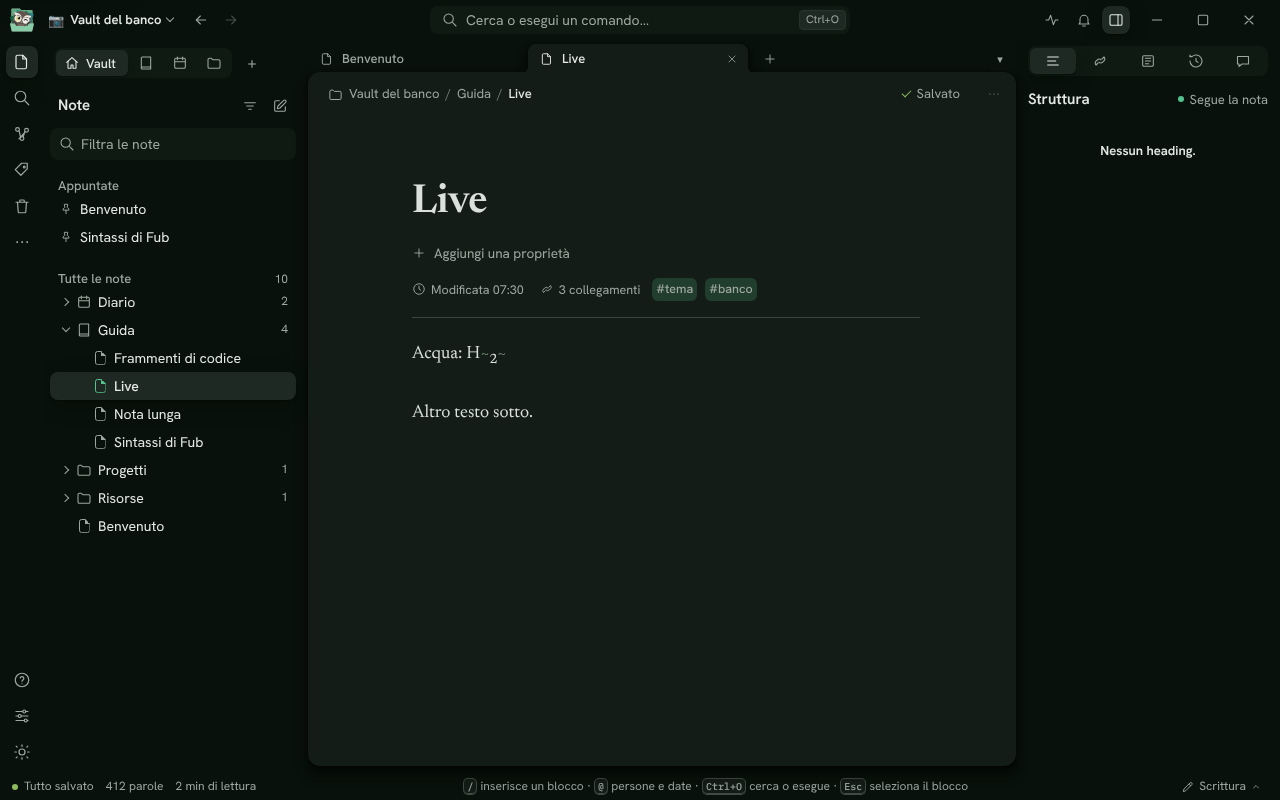 Vault del banco
Cerca o esegui un comando...
Ctrl+O
Vault
Benvenuto
Live
Note
Filtra le note
Appuntate
Benvenuto
Sintassi di Fub
Tutte le note 10
Diario 2
Guida 4
Frammenti di codice
Live
Nota lunga
Sintassi di Fub
Progetti 1
Risorse 1
Benvenuto
Vault del banco / Guida / Live
Salvato
Live
Aggiungi una proprietà
Modificata 07:30 3 collegamenti #tema #banco
Acqua: H~2~
Altro testo sotto.
Struttura
Segue la nota
Nessun heading.
Tutto salvato 412 parole 2 min di lettura
/ inserisce un blocco · @ persone e date · Ctrl+O cerca o esegue · Esc seleziona il blocco
Scrittura